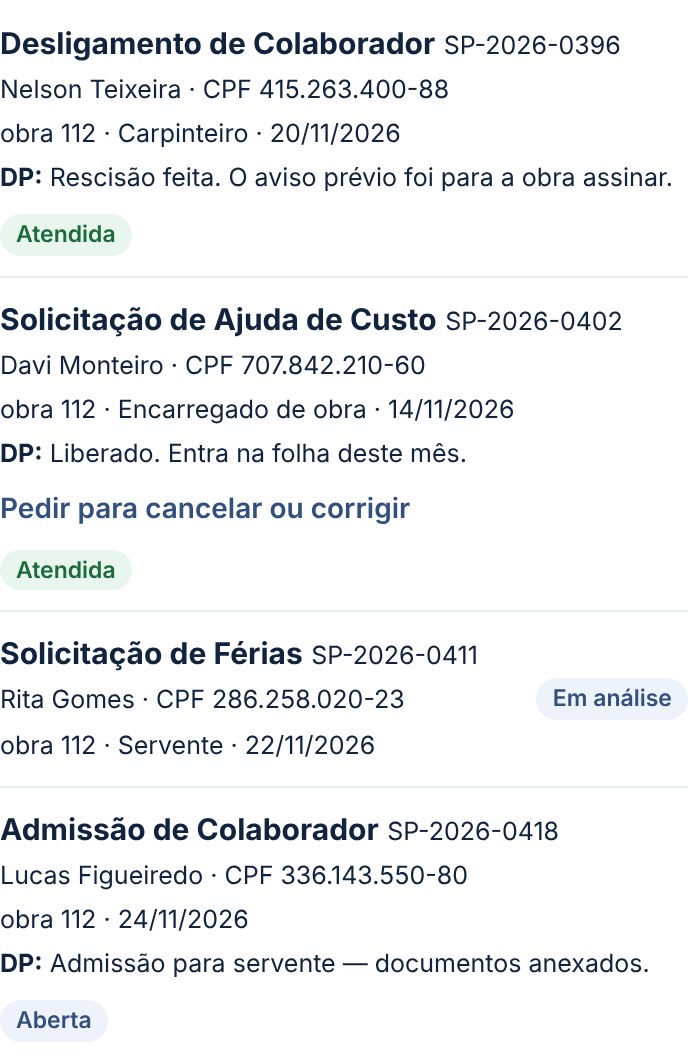 Desligamento de Colaborador SP-2026-0396
Nelson Teixeira · CPF 415.263.400-88
obra 112 · Carpinteiro · 20/11/2026
DP: Rescisão feita. O aviso prévio foi para a obra assinar.
Atendida
Solicitação de Ajuda de Custo SP-2026-0402
Davi Monteiro · CPF 707.842.210-60
obra 112 · Encarregado de obra · 14/11/2026
DP: Liberado. Entra na folha deste mês.
Pedir para cancelar ou corrigir
Atendida
Solicitação de Férias SP-2026-0411
Rita Gomes · CPF 286.258.020-23
Em análise
obra 112 · Servente · 22/11/2026
Admissão de Colaborador SP-2026-0418
Lucas Figueiredo · CPF 336.143.550-80
obra 112 · 24/11/2026
DP: Admissão para servente — documentos anexados.
Aberta